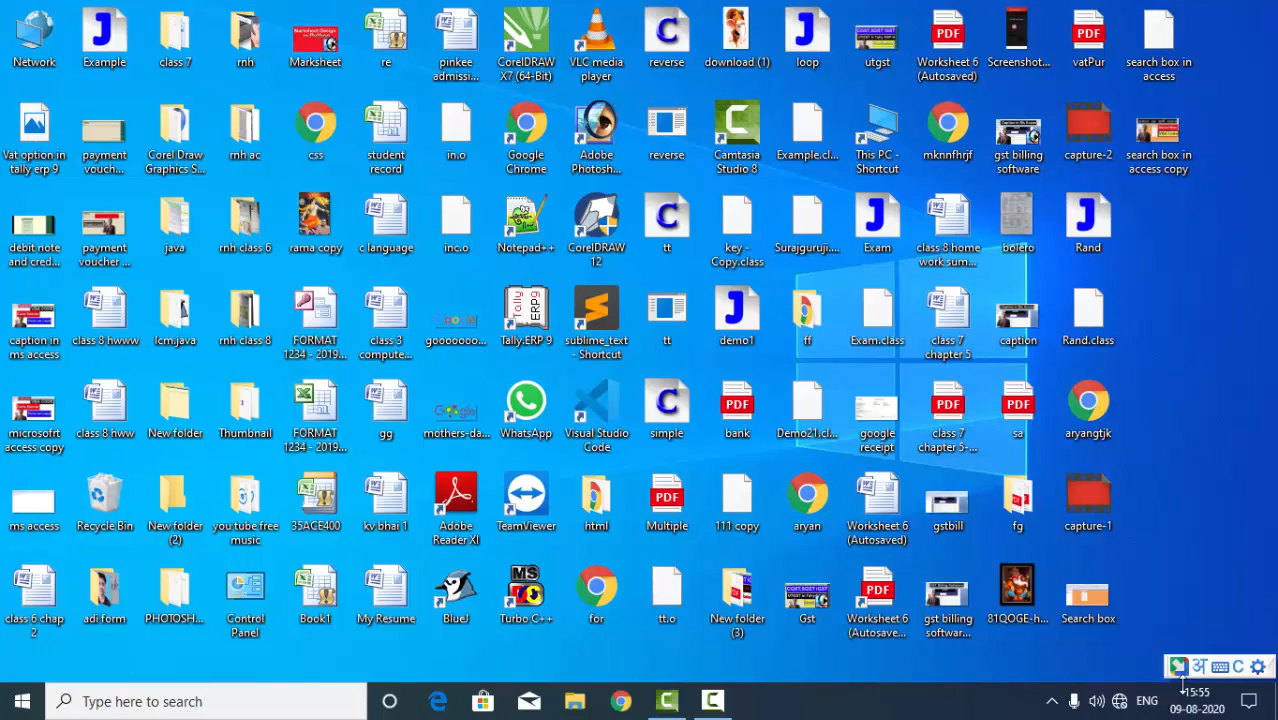 Network
Example
class 7
rnh
Marksheet
re
pinkee
admissi...
CorelDRAW
X7 (64-Bit)
VLC media
player
reverse
download (1)
loop
utgst
Worksheet 6
(Autosaved)
Screenshot...
vatPur
search box in
access
Vat option in
tally erp 9
payment
vouch...
Corel Draw
Graphics S...
rnh ac
css
student
record
in.o
Google
Chrome
Adobe
Photosh...
reverse
Camtasia
Studio 8
Example.cl...
This PC -
Shortcut
mknnfhrjf
gst billing
software
capture-2
search box in
access copy
debit note
and cred...
payment
voucher ...
java
rnh class 6
rama copy
c language
inc.o
Notepad++
CorelDRAW
12
tt
key -
Copy.class
Surajguruji....
Exam
class 8 home
work sum...
bolero
Rand
caption in
ms access
class 8 hwww
lcm.java
rnh class 8
FORMAT
1234 - 2019...
class 3
compute...
gooooooo...
Tally.ERP 9
sublime_text
- Shortcut
tt
demo1
ff
Exam.class
class 7
chapter 5
caption
Rand.class
microsofrt
access copy
class 8 hww
New folder
Thumbnail
FORMAT
1234 - 2019...
gg
mothers-da...
WhatsApp
Visual Studio
Code
simple
bank
Demo21.cl...
google
receipt
class 7
chapter 5-...
sa
aryangtjk
ms access
Recycle Bin
New folder
(2)
you tube free
music
35ACE400
kv bhai 1
Adobe
Reader XI
TeamViewer
html
Multiple
111 copy
aryan
Worksheet 6
(Autosaved)
gstbill
fg
capture-1
class 6 chap
2
adi form
PHOTOSH...
Control
Panel
Book1
My Resume
BlueJ
Turbo C++
for
tt.o
New folder
(3)
Gst
Worksheet 6
(Autosave...
gst billing
softwar...
81QOGE-h...
Search box
अ C
Type here to search
ENG
15:55
09-08-2020